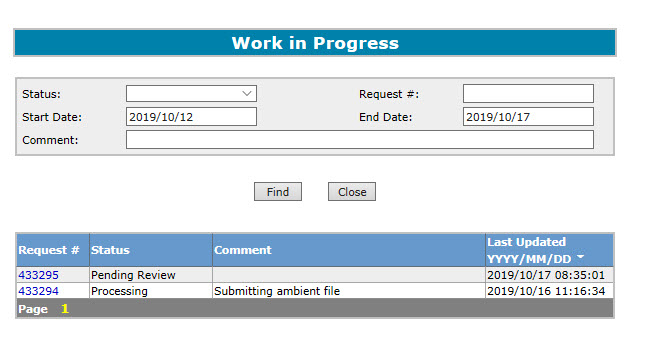 Work in Progress
Status: Request #:
Start Date: 2019/10/12 End Date: 2019/10/17
Comment:
Find Close
Request # Status Comment Last Updated YYYY/MM/DD
433295 Pending Review 2019/10/17 08:35:01
433294 Processing Submitting ambient file 2019/10/16 11:16:34
Page 1